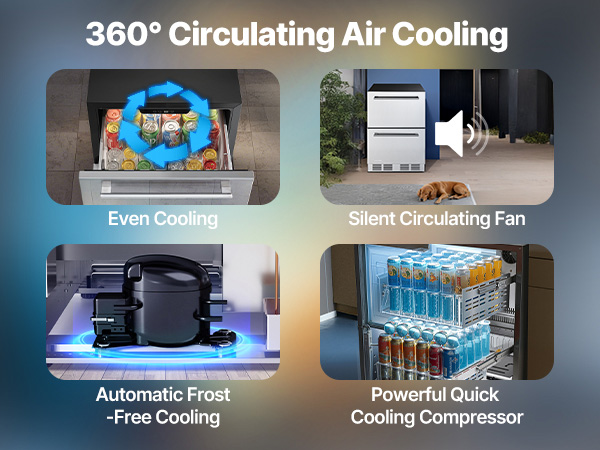 360° Circulating Air Cooling
Even Cooling
Silent Circulating Fan
Automatic Frost
-Free Cooling
Powerful Quick
Cooling Compressor